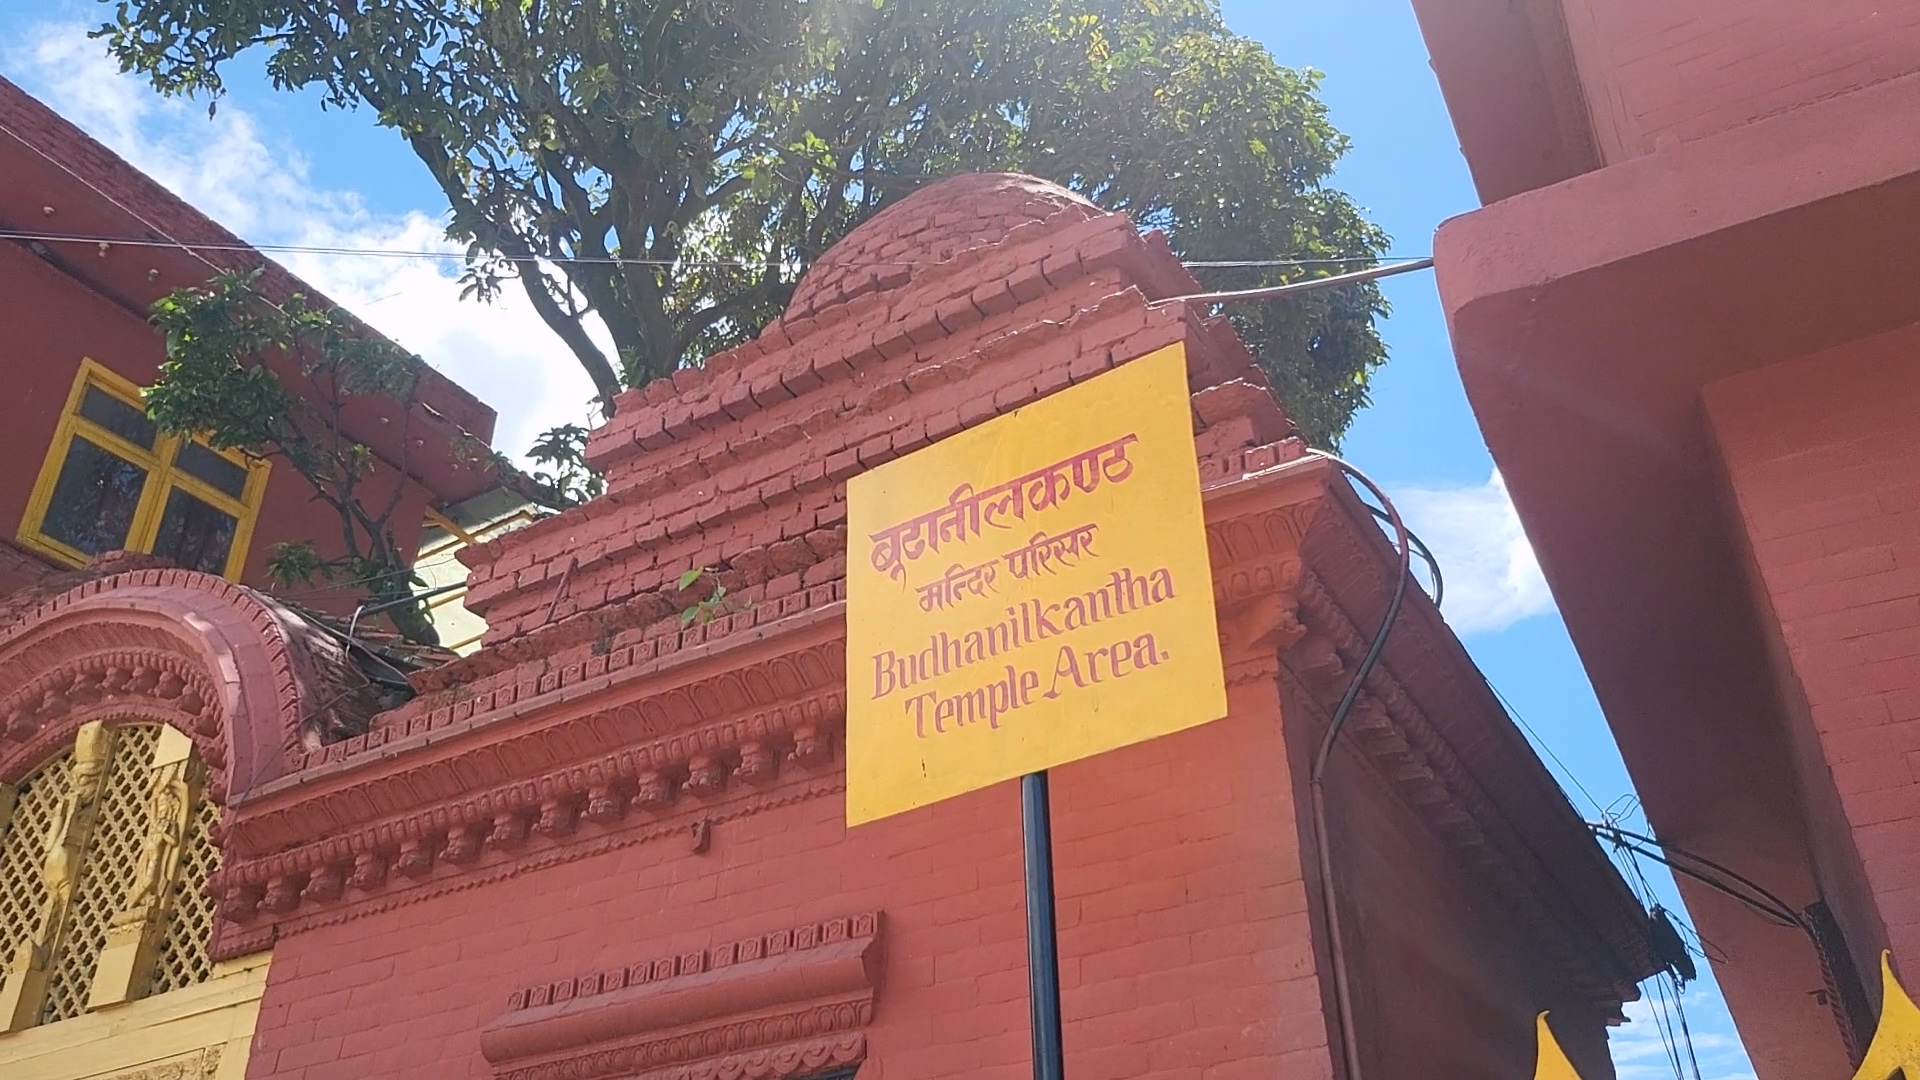 बूढानीलकण्ठ
मन्दिर परिसर
Budhanilkantha
Temple Area.